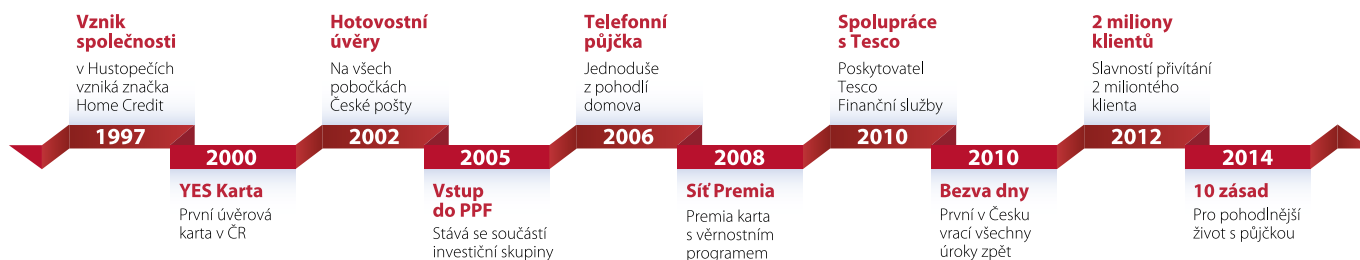 Vznik
společnosti
v Hustopečích
vzniká značka
Home Credit
1997
2000
YES Karta
První úvěrová
karta v ČR
Hotovostní
úvěry
Na všech
pobočkách
České pošty
2002
2005
Vstup
do PPF
Stává se součástí
investiční skupiny
Telefonní
půjčka
Jednoduše
z pohodlí
domova
2006
2008
Síť Premia
Premia karta
s věrnostním
programem
Spolupráce
s Tesco
Poskytovatel
Tesco
Finanční služby
2010
2010
Bezva dny
První v Česku
vrací všechny
úroky zpět
2 miliony
klientů
Slavností přivítání
2 miliontého
klienta
2012
2014
10 zásad
Pro pohodlnější
život s půjčkou